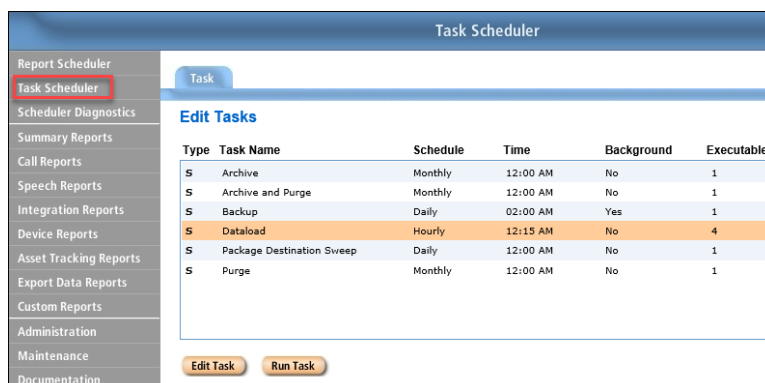 Task Scheduler
Report Scheduler
Task Scheduler
Scheduler Diagnostics
Summary Reports
Call Reports
Speech Reports
Integration Reports
Device Reports
Asset Tracking Reports
Export Data Reports
Custom Reports
Administration
Maintenance
Documentation
Task
Edit Tasks
Type Task Name Schedule Time Background Executable
S Archive Monthly 12:00 AM No 1
S Archive and Purge Monthly 12:00 AM No 1
S Backup Daily 02:00 AM Yes 1
S Dataload Hourly 12:15 AM No 4
S Package Destination Sweep Daily 12:00 AM No 1
S Purge Monthly 12:00 AM No 1
Edit Task Run Task